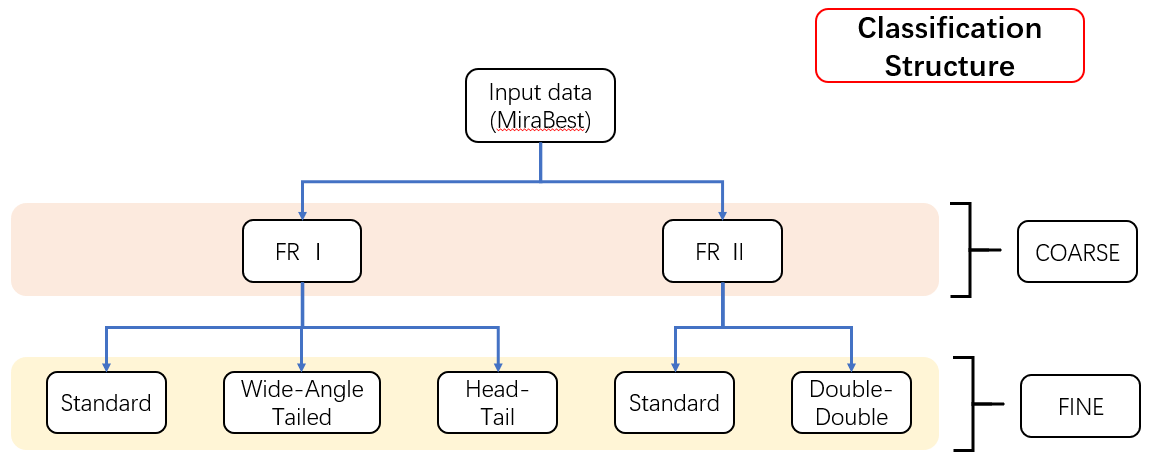 Classification
Structure
Input data
(MiraBest)
FR Ⅰ
FR Ⅱ
COARSE
Standard
Wide-Angle
Tailed
Head-
Tail
Standard
Double-
Double
FINE